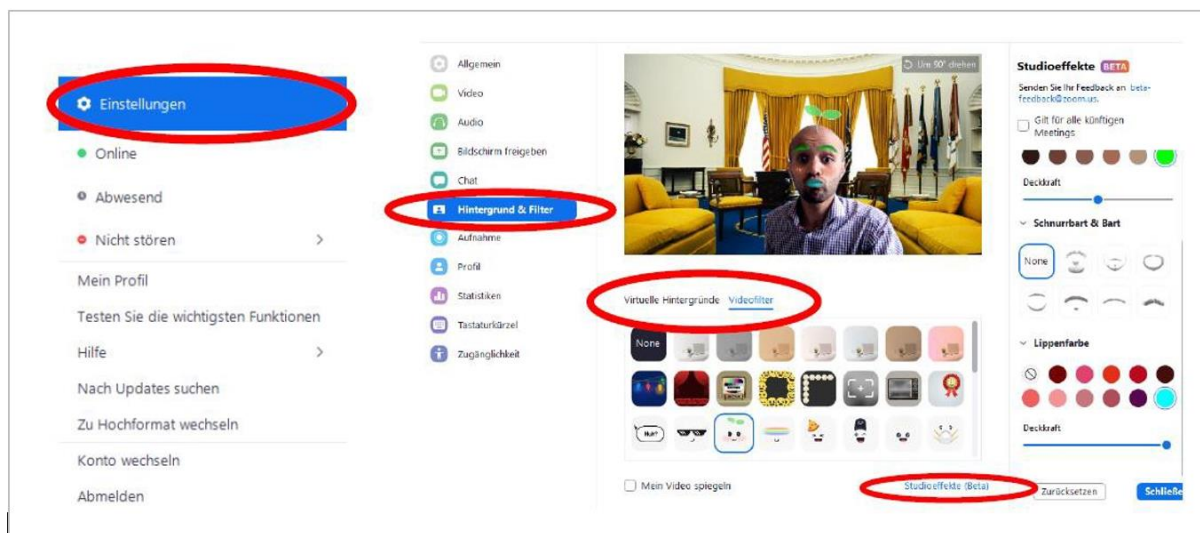 Einstellungen
Online
Abwesend
Nicht stören
Mein Profil
Testen Sie die wichtigsten Funktionen
Hilfe
Nach Updates suchen
Zu Hochformat wechseln
Konto wechseln
Abmelden
Allgemein
Video
Audio
Bildschirm freigeben
Chat
Hintergrund & Filter
Aufnahme
Profil
Statistiken
Tastaturkürzel
Zugänglichkeit
Um 90° drehen
Virtuelle Hintergründe Videofilter
None
Huh?
Mein Video spiegeln
Studioeffekte (Beta)
Studioeffekte BETA
Senden Sie Ihr Feedback an beta-
feedback@zoom.us.
Gilt für alle künftigen
Meetings
Deckkraft
Schnurrbart & Bart
None
Lippenfarbe
Deckkraft
Zurücksetzen
Schließe